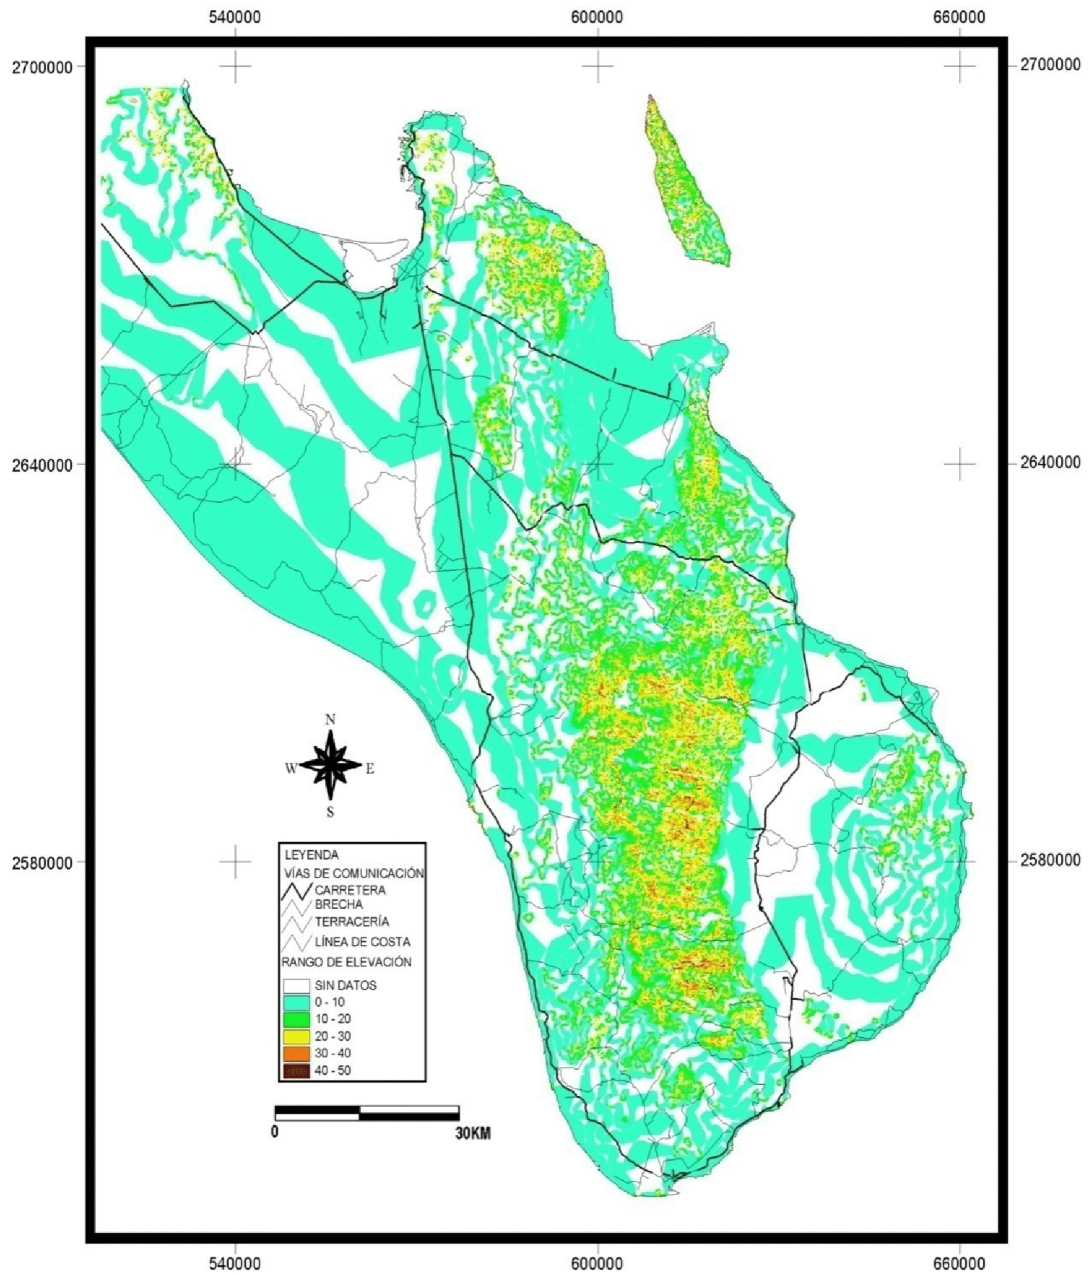 540000 600000 660000
2700000 2700000
2640000 2640000
N
W E
S
LEYENDA
VÍAS DE COMUNICACIÓN
CARRETERA
BRECHA
TERRACERÍA
LÍNEA DE COSTA
RANGO DE ELEVACIÓN
SIN DATOS
0 - 10
10 - 20
20 - 30
30 - 40
40 - 50
2580000 2580000
0 30KM
540000 600000 660000